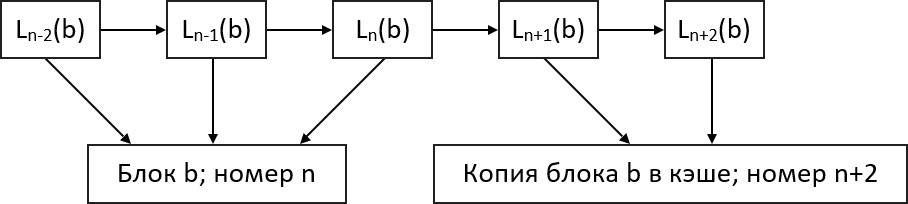 Lₙ₋₂(b) Lₙ₋₁(b) Lₙ(b) Lₙ₊₁(b) Lₙ₊₂(b)
Блок b; номер n Копия блока b в кэше; номер n+2